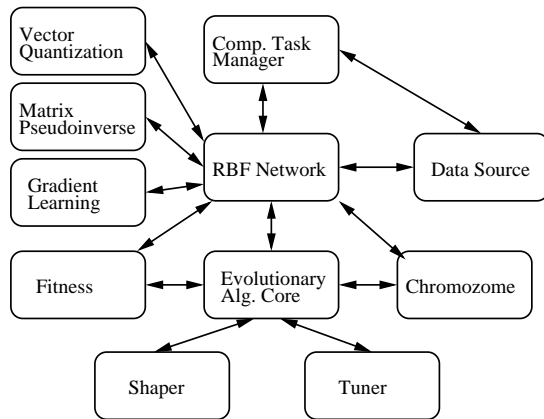 Vector
Quantization
Comp. Task
Manager
Matrix
Pseudoinverse
RBF Network
Data Source
Gradient
Learning
Fitness
Evolutionary
Alg. Core
Chromozome
Shaper
Tuner